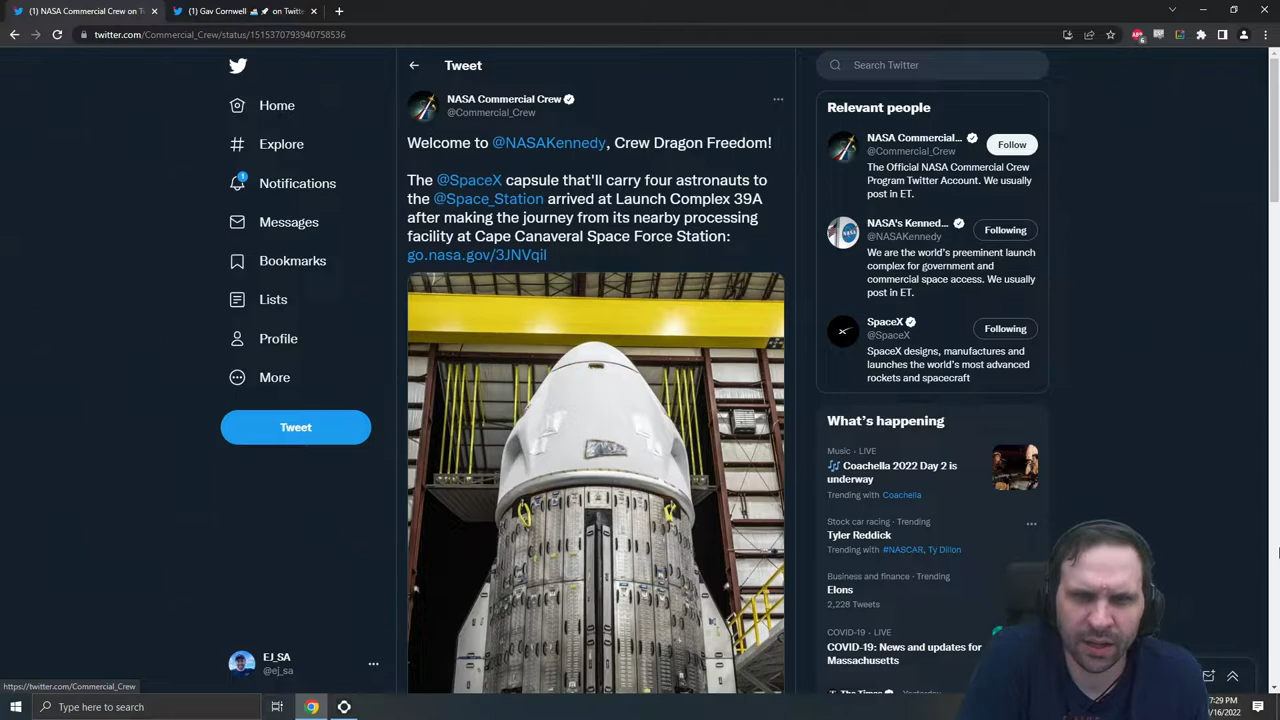 (1) NASA Commercial Crew on T
Gav Cornwell
on Twitte
twitter.com/Commercial_Crew/status/1515370793940758536
Home
Explore
1
Notifications
Messages
Bookmarks
Lists
Profile
More
Tweet
EJ_SA
@ej_sa
https://twitter.com/Commercial_Crew
Tweet
NASA Commercial Crew
@Commercial_Crew
Welcome to @NASAKennedy, Crew Dragon Freedom!
The @SpaceX capsule that'll carry four astronauts to
the @Space_Station arrived at Launch Complex 39A
after making the journey from its nearby processing
facility at Cape Canaveral Space Force Station:
go.nasa.gov/3JNVqiI
Search Twitter
Relevant people
NASA Commercial...
@Commercial_Crew
Follow
The Official NASA Commercial Crew
Program Twitter Account. We usually
post in ET.
NASA's Kenned...
@NASAKennedy
Following
We are the world's preeminent launch
complex for government and
commercial space access. We usually
post in ET.
SpaceX
@SpaceX
Following
SpaceX designs, manufactures and
launches the world's most advanced
rockets and spacecraft
What's happening
Music · LIVE
Coachella 2022 Day 2 is
underway
Trending with Coachella
Stock car racing · Trending
Tyler Reddick
Trending with #NASCAR, Ty Dillon
Business and finance · Trending
Elons
2,228 Tweets
COVID-19 · LIVE
COVID-19: News and updates for
Massachusetts
The Times
Yesterday
Type here to search
7:29 PM
/16/2022